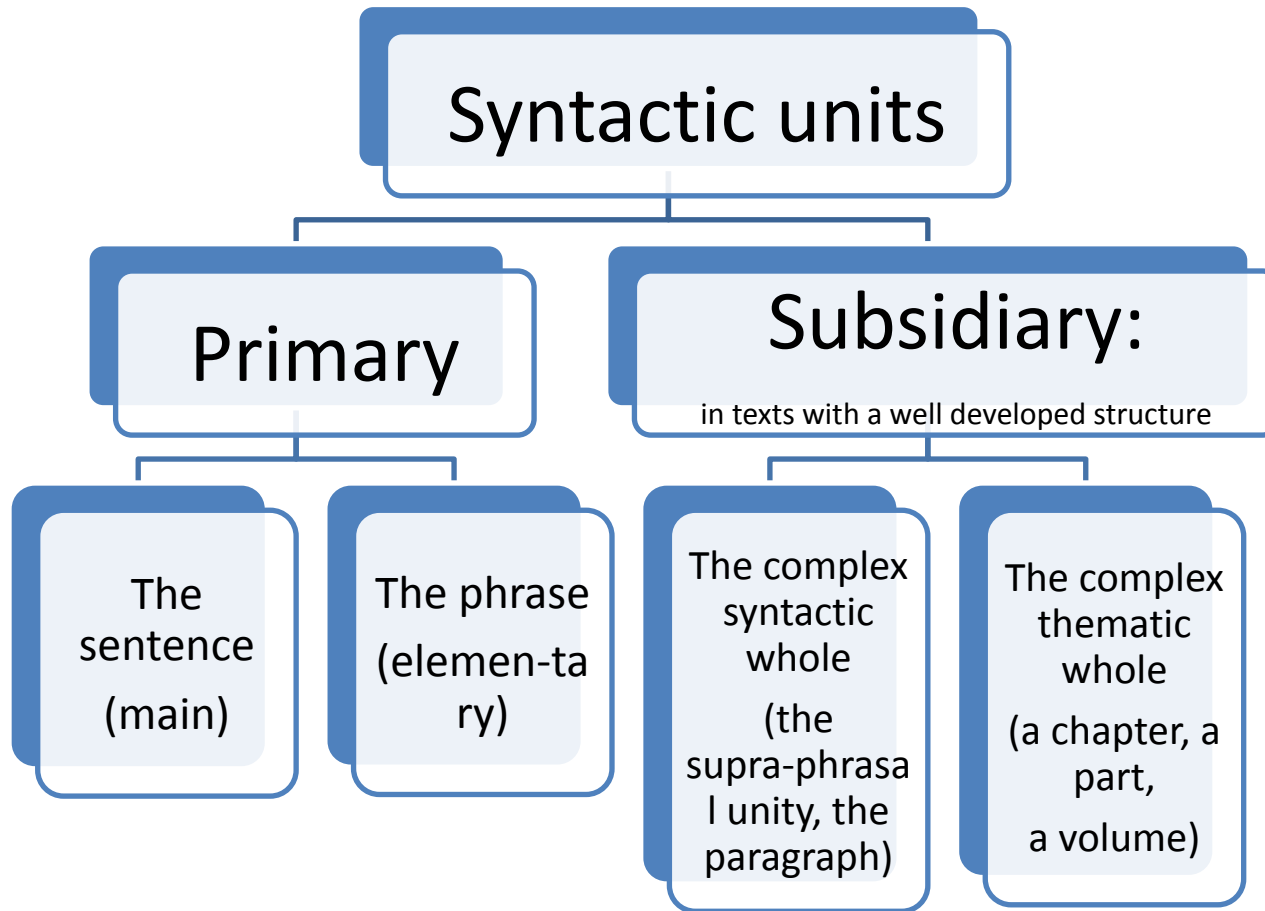 Syntactic units
Primary
Subsidiary:
in texts with a well developed structure
The
sentence
(main)
The phrase
(elemen-ta
ry)
The complex
syntactic
whole
(the
supra-phrasa
l unity, the
paragraph)
The complex
thematic
whole
(a chapter, a
part,
a volume)